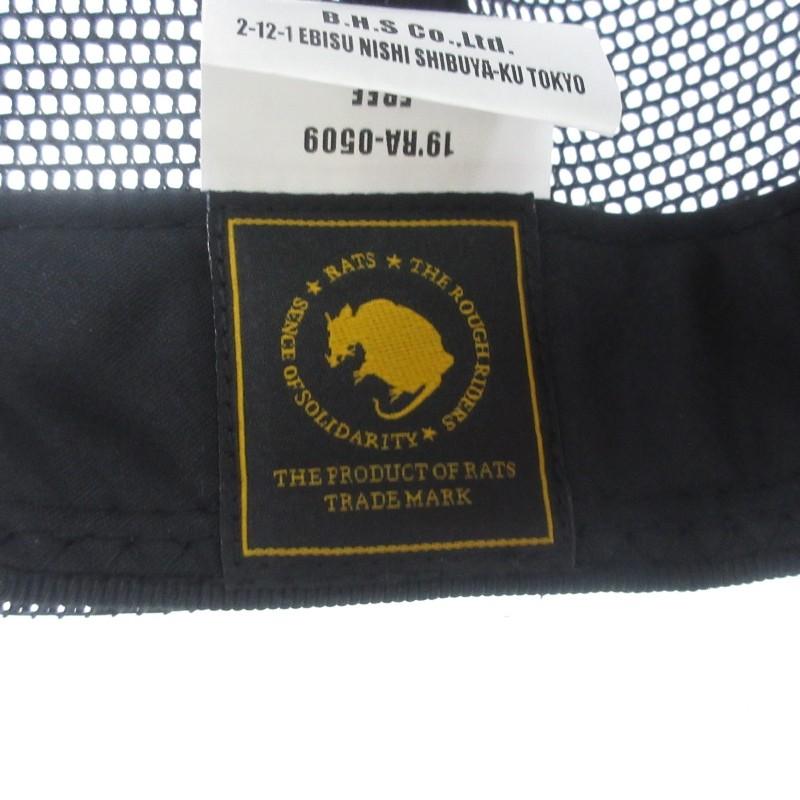 B.H.S Co.,Ltd.
2-12-1 EBISU NISHI SHIBUYA-KU TOKYO
19'RA-0509
FREE
★ RATS ★ THE ROUGH RIDERS ★ SENCE OF SOLIDARITY
THE PRODUCT OF RATS
TRADE MARK